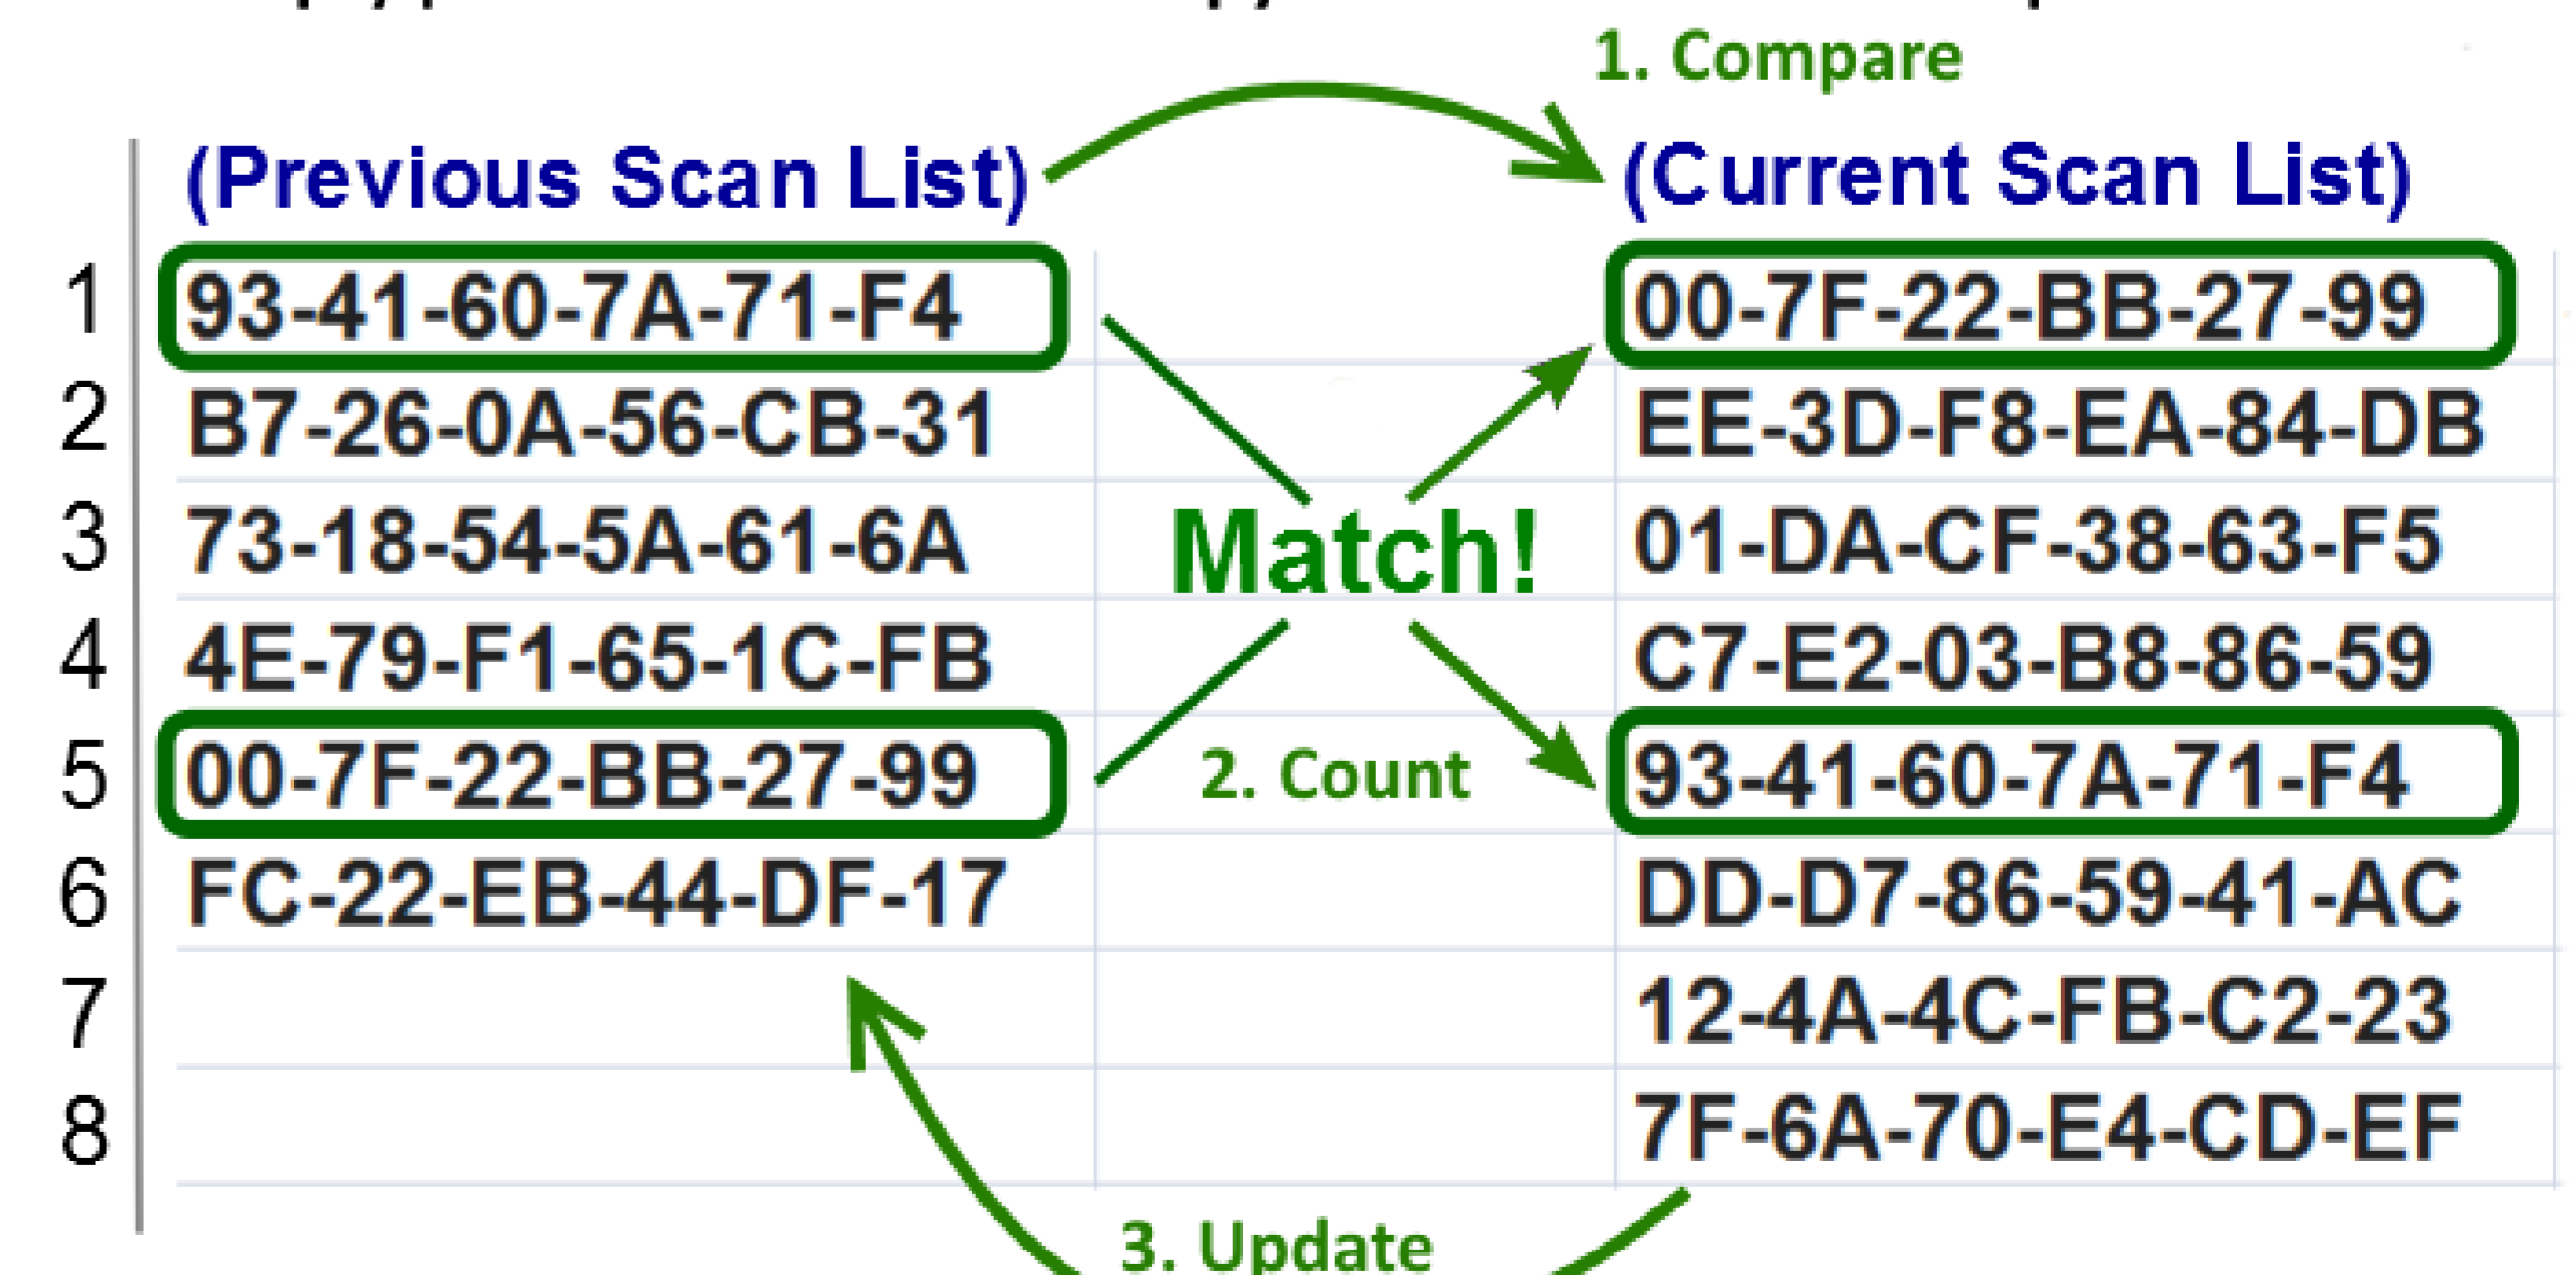 1. Compare
(Previous Scan List) (Current Scan List)
1 93-41-60-7A-71-F4 00-7F-22-BB-27-99
2 B7-26-0A-56-CB-31 EE-3D-F8-EA-84-DB
3 73-18-54-5A-61-6A Match! 01-DA-CF-38-63-F5
4 4E-79-F1-65-1C-FB C7-E2-03-B8-86-59
5 00-7F-22-BB-27-99 2. Count 93-41-60-7A-71-F4
6 FC-22-EB-44-DF-17 DD-D7-86-59-41-AC
7 12-4A-4C-FB-C2-23
8 7F-6A-70-E4-CD-EF
3. Update